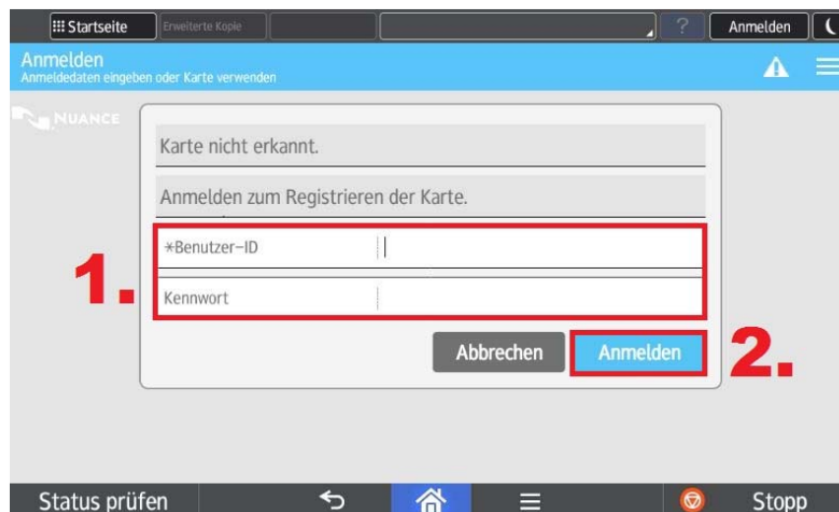 Startseite
Erweiterte Kopie
?
Anmelden
Anmelden
Anmeldedaten eingeben oder Karte verwenden
NUANCE
Karte nicht erkannt.
Anmelden zum Registrieren der Karte.
1.
*Benutzer-ID
Kennwort
Abbrechen
Anmelden
2.
Status prüfen
Stopp